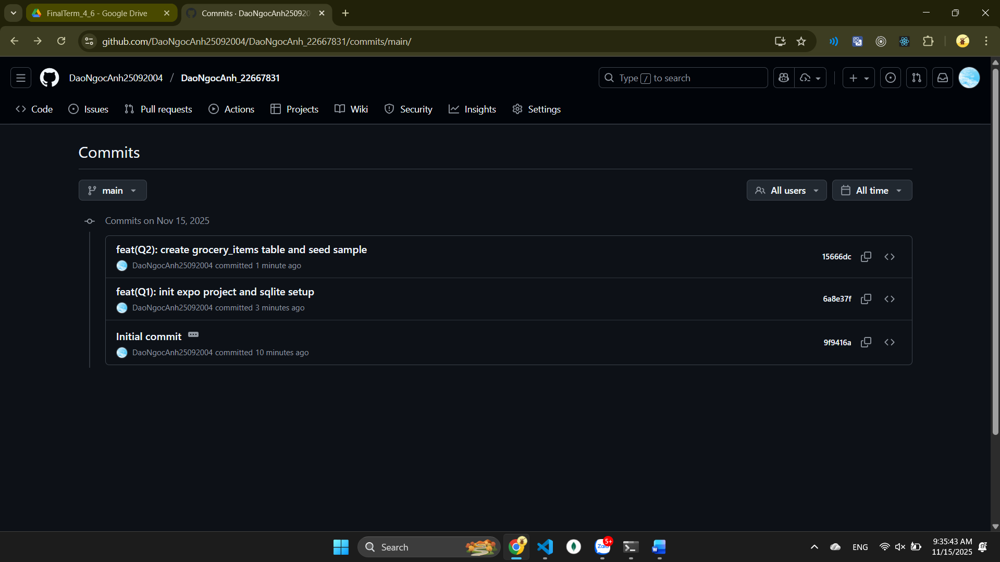 FinalTerm_4_6 - Google Drive
Commits · DaoNgocAnh250920
github.com/DaoNgocAnh25092004/DaoNgocAnh_22667831/commits/main/
DaoNgocAnh25092004 / DaoNgocAnh_22667831
Type / to search
Code
Issues
Pull requests
Actions
Projects
Wiki
Security
Insights
Settings
Commits
main
All users
All time
Commits on Nov 15, 2025
feat(Q2): create grocery_items table and seed sample
DaoNgocAnh25092004 committed 1 minute ago
15666dc
feat(Q1): init expo project and sqlite setup
DaoNgocAnh25092004 committed 3 minutes ago
6a8e37f
Initial commit
DaoNgocAnh25092004 committed 10 minutes ago
9f9416a
Search
Zalo
5+
W
ENG
9:35:43 AM
11/15/2025